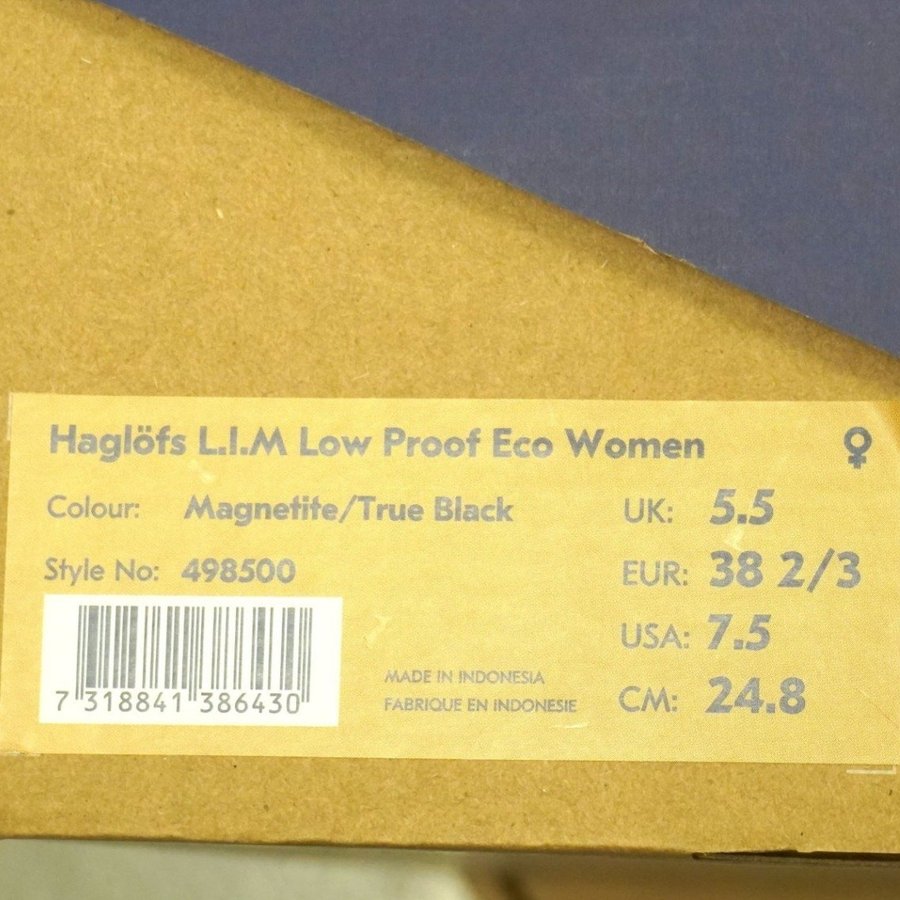 Haglöfs L.I.M Low Proof Eco Women ♀
Colour: Magnetite/True Black
Style No: 498500
7 318841 386430
MADE IN INDONESIA
FABRIQUE EN INDONESIE
UK: 5.5
EUR: 38 2/3
USA: 7.5
CM: 24.8